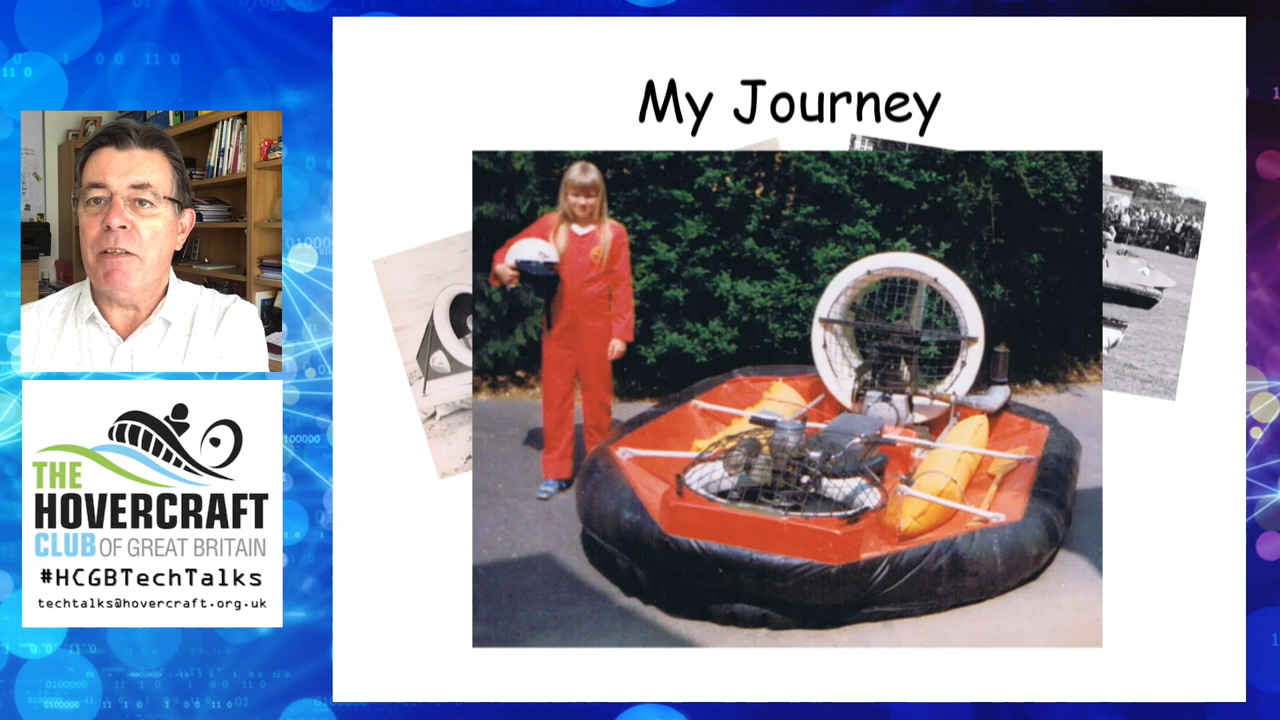 My Journey
THE
HOVERCRAFT
CLUB OF GREAT BRITAIN
#HCGBTechTalks
techtalks@hovercraft.org.uk